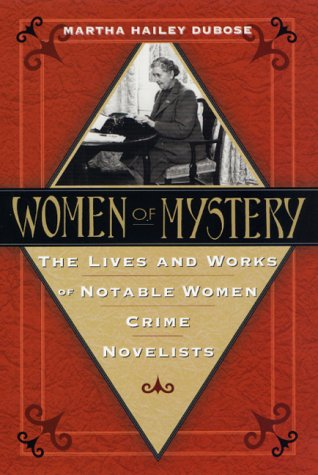 MARTHA HAILEY DUBOSE
WOMEN OF MYSTERY
THE LIVES AND WORKS
OF NOTABLE WOMEN
CRIME
NOVELISTS